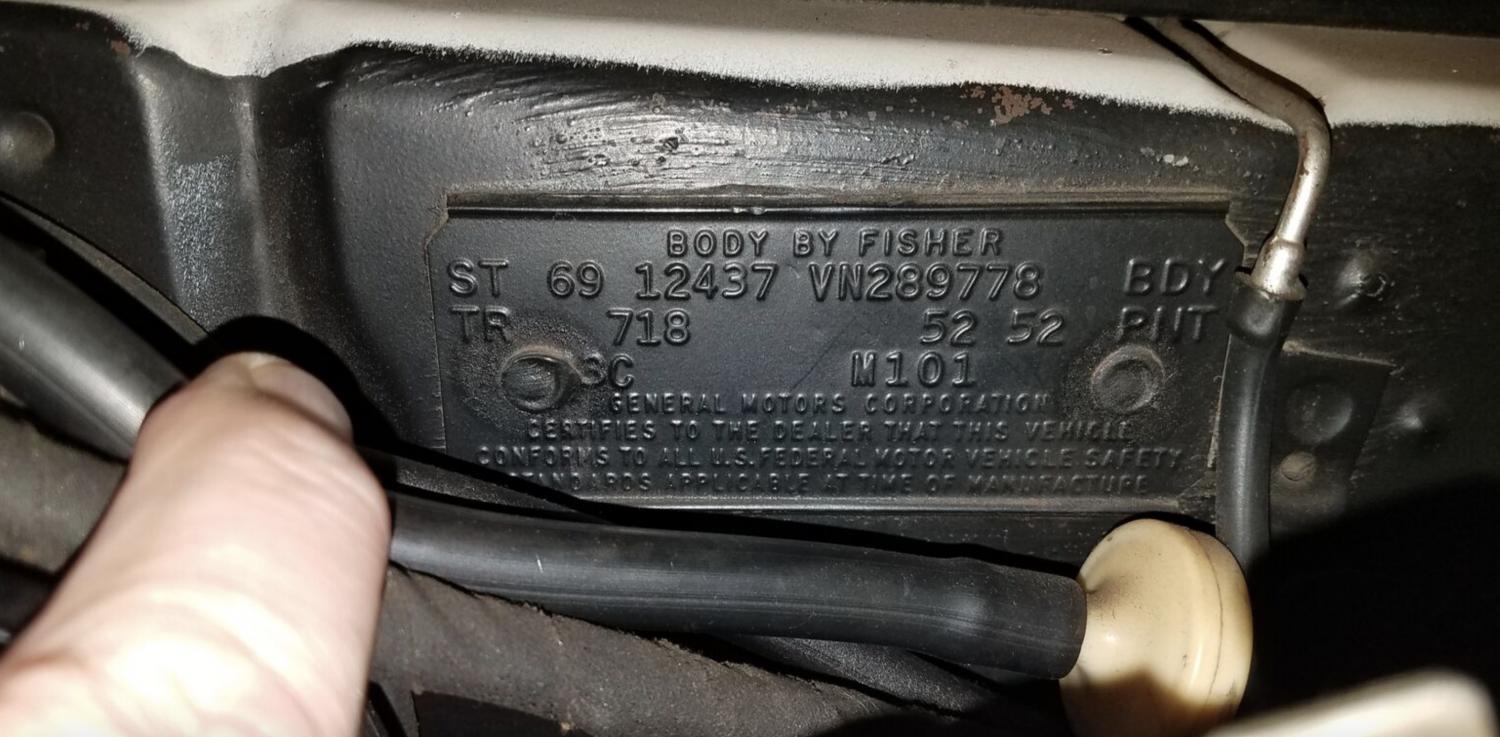 BODY BY FISHER
ST 69 12437 VN289778 BDY
TR 718 52 52 PNT
3C M101
GENERAL MOTORS CORPORATION
CERTIFIES TO THE DEALER THAT THIS VEHICLE
CONFORMS TO ALL U.S. FEDERAL MOTOR VEHICLE SAFETY
STANDARDS APPLICABLE AT TIME OF MANUFACTURE